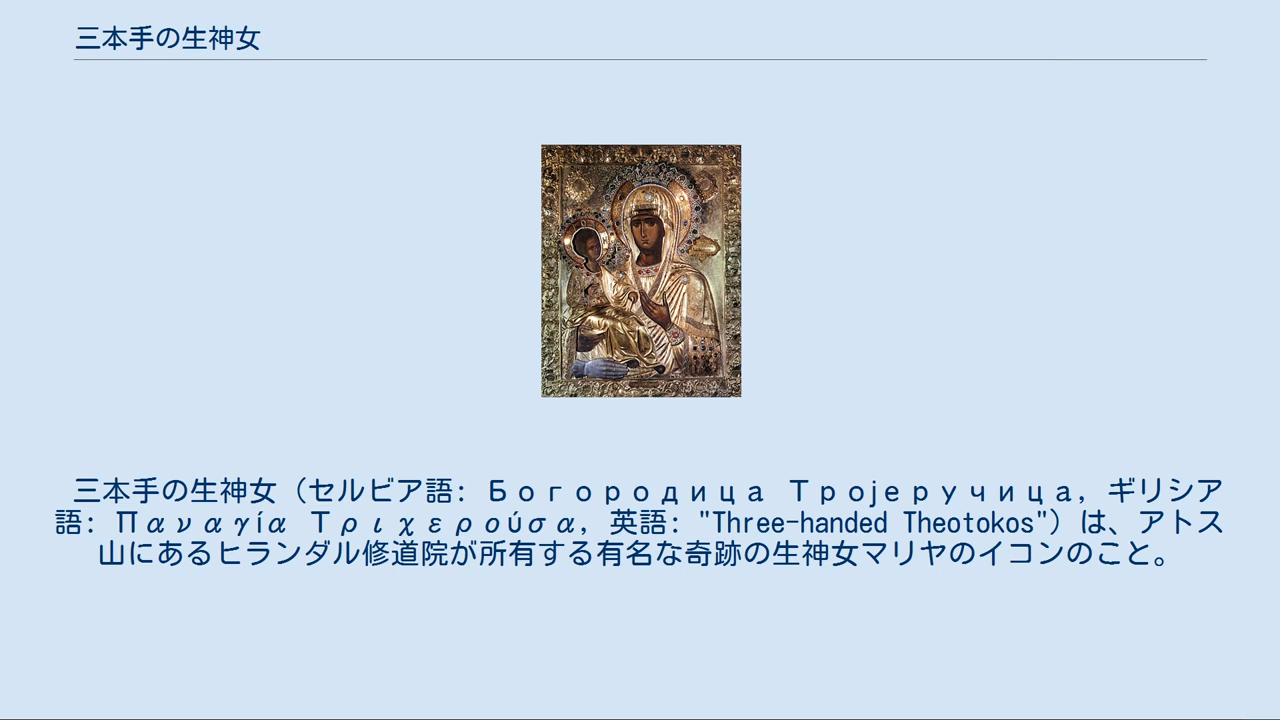 三本手の生神女
三本手の生神女（セルビア語: Богородица Тројеручица, ギリシア
語: Παναγία Τριχερούσα, 英語: "Three-handed Theotokos"）は、アトス
山にあるヒランダル修道院が所有する有名な奇跡の生神女マリヤのイコンのこと。